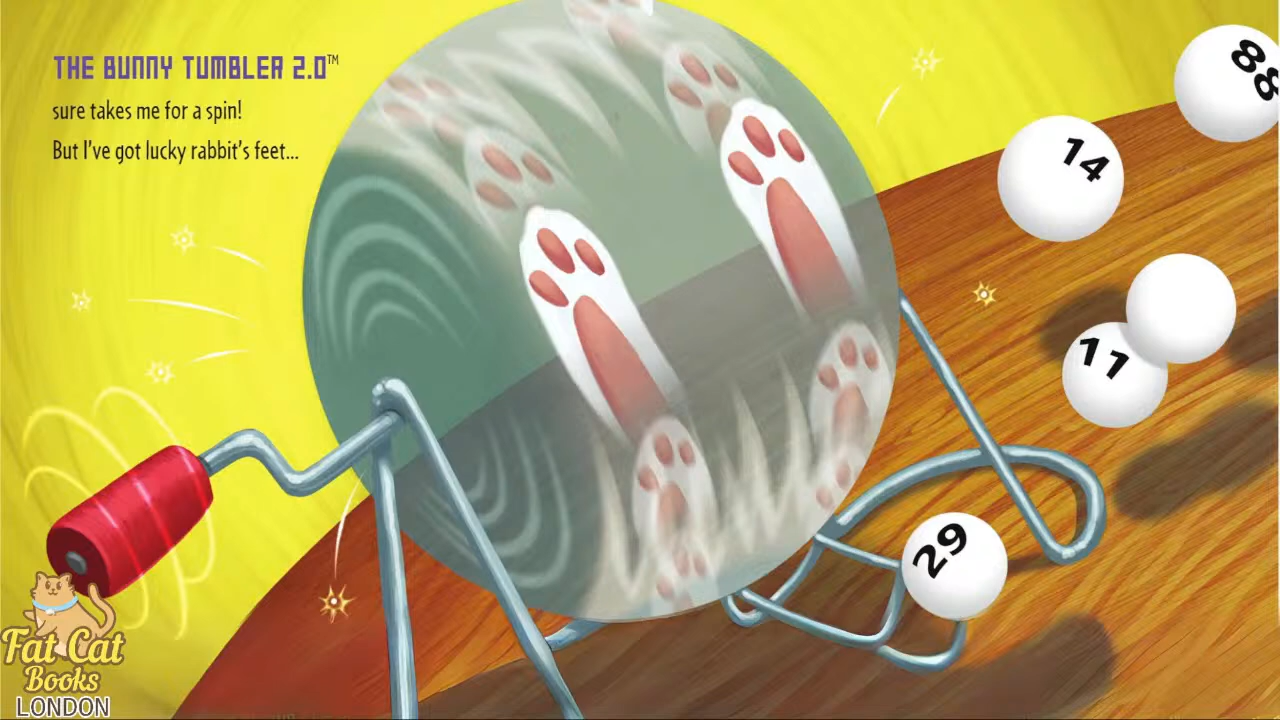 THE BUNNY TUMBLER 2.0™
sure takes me for a spin!
But I've got lucky rabbit's feet...
88
14
11
29
Fat Cat
Books
LONDON